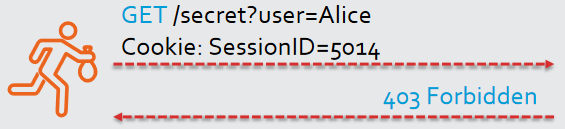 GET /secret?user=Alice
Cookie: SessionID=5014
403 Forbidden